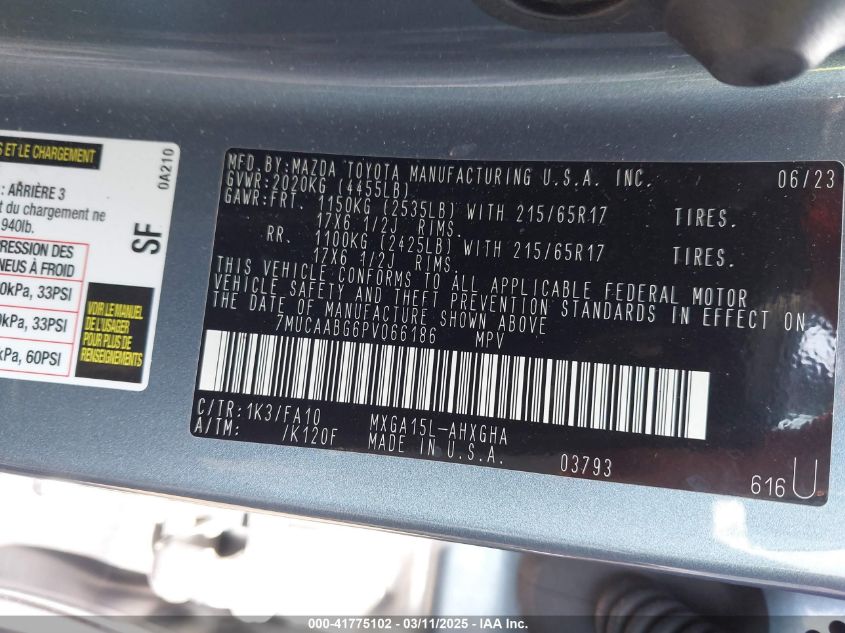 S ET LE CHARGEMENT
0A210
: ARRIÈRE 3
t du chargement ne
940lb.
SF
PRESSION DES
NEUS À FROID
0kPa, 33PSI
0kPa, 33PSI
kPa, 60PSI
VOIR LE MANUEL
DE L'USAGER
POUR PLUS DE
RENSEIGNEMENTS
MFD.BY:MAZDA TOYOTA MANUFACTURING U.S.A. INC. 06/23
GVWR:2020KG (4455LB)
GAWR:FRT. 1150KG (2535LB) WITH 215/65R17 TIRES.
17X6 1/2J RIMS.
RR. 1100KG (2425LB) WITH 215/65R17 TIRES.
17X6 1/2J RIMS.
THIS VEHICLE CONFORMS TO ALL APPLICABLE FEDERAL MOTOR
VEHICLE SAFETY AND THEFT PREVENTION STANDARDS IN EFFECT ON
THE DATE OF MANUFACTURE SHOWN ABOVE
7MUCAABG6PV066186 MPV
C/TR:1K3/FA10 MXGA15L-AHXGHA
A/TM: /K120F MADE IN U.S.A.
03793
616U
000-41775102 - 03/11/2025 - IAA Inc.